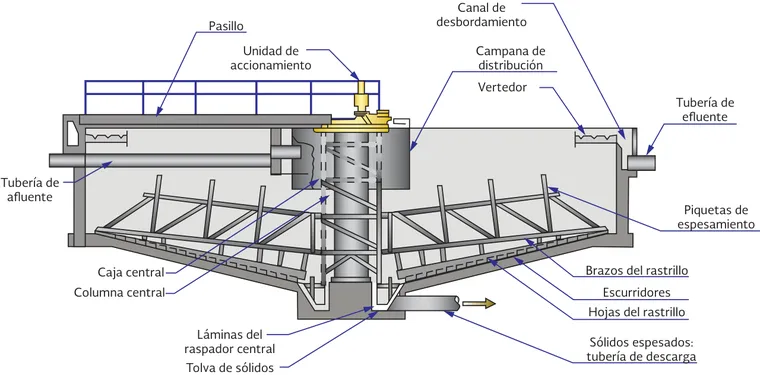 Canal de
desbordamiento
Pasillo
Unidad de
accionamiento
Campana de
distribución
Vertedor
Tubería de
efluente
Tubería de
afluente
Piquetas de
espesamiento
Caja central
Brazos del rastrillo
Columna central
Escurridores
Hojas del rastrillo
Láminas del
raspador central
Sólidos espesados:
tubería de descarga
Tolva de sólidos